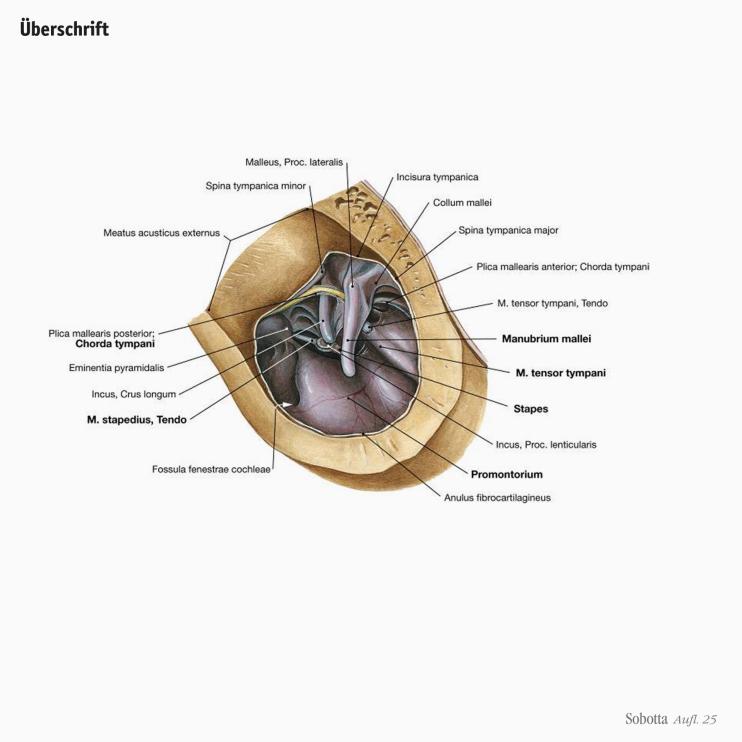 Überschrift
Malleus, Proc. lateralis
Spina tympanica minor
Meatus acusticus externus
Incisura tympanica
Collum mallei
Spina tympanica major
Plica mallearis anterior; Chorda tympani
M. tensor tympani, Tendo
Manubrium mallei
M. tensor tympani
Stapes
Incus, Proc. lenticularis
Promontorium
Anulus fibrocartilagineus
Plica mallearis posterior;
Chorda tympani
Eminentia pyramidalis
Incus, Crus longum
M. stapedius, Tendo
Fossula fenestrae cochleae
Sobotta Aufl. 25